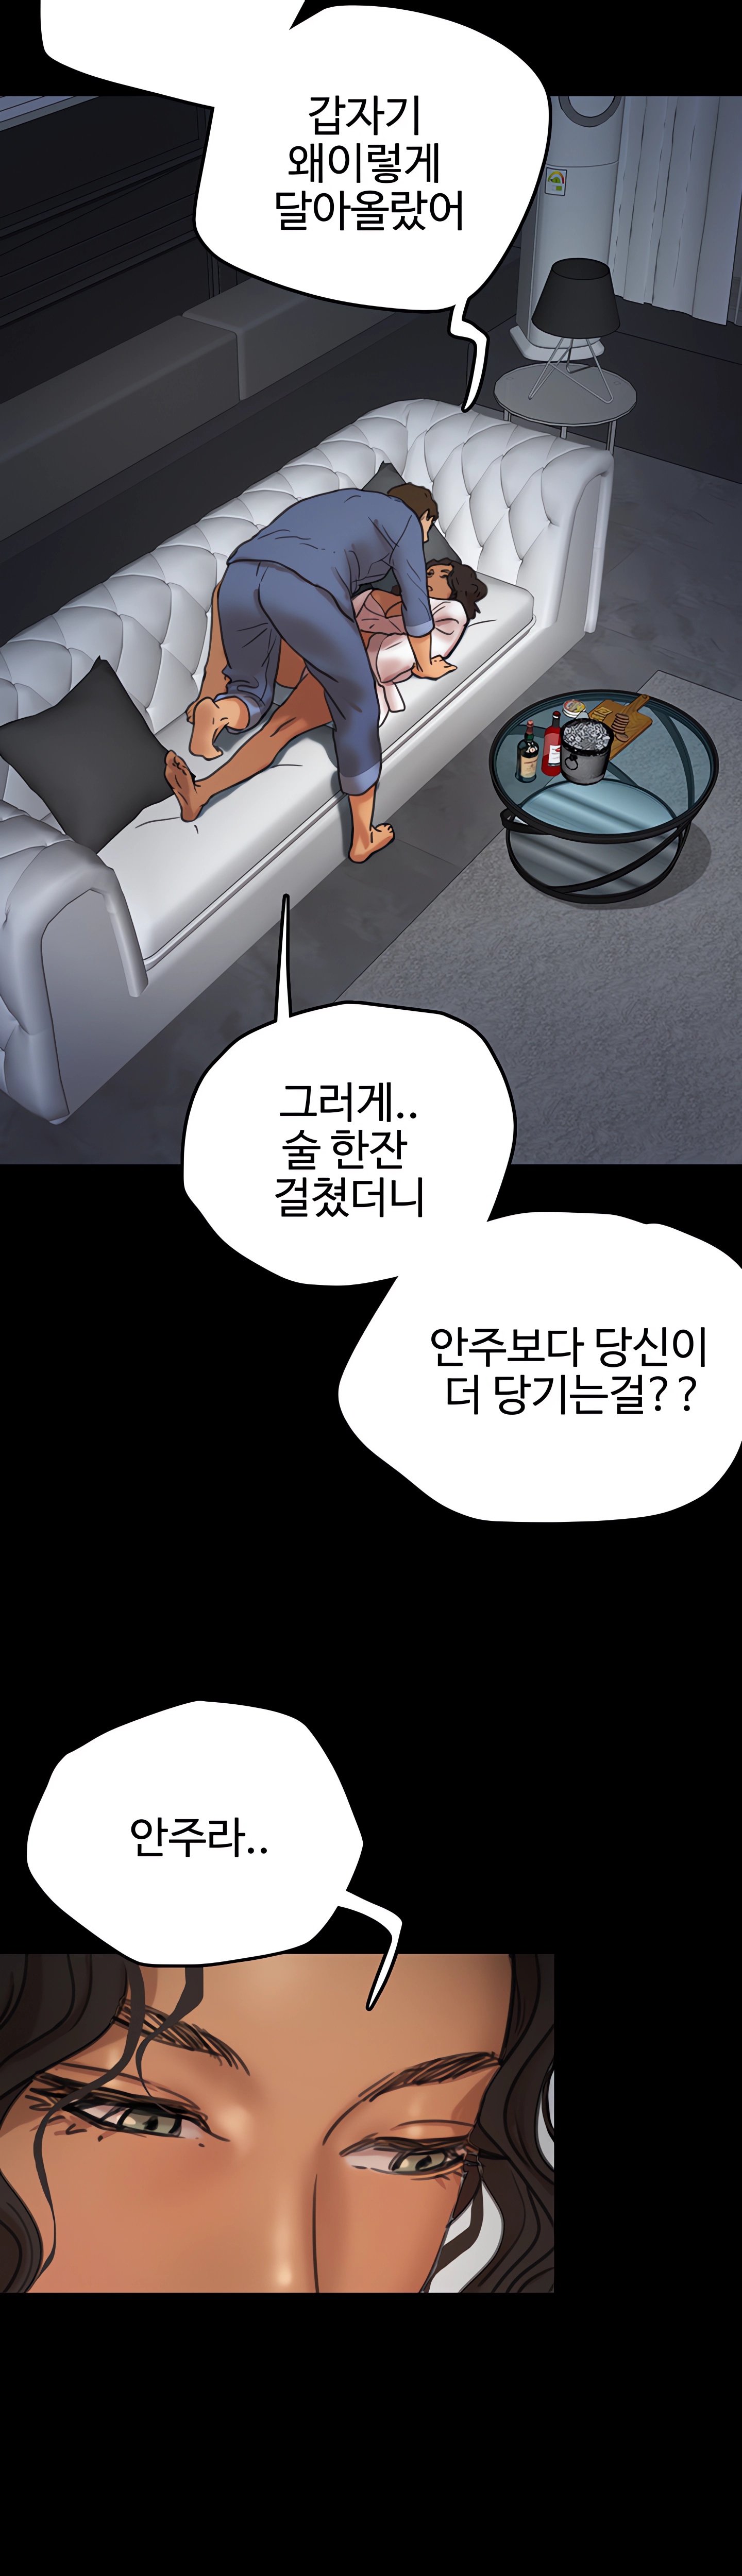 갑자기
왜이렇게
달아올랐어
그러게..
술 한잔
걸쳤더니
안주보다 당신이
더 당기는걸??
안주라..